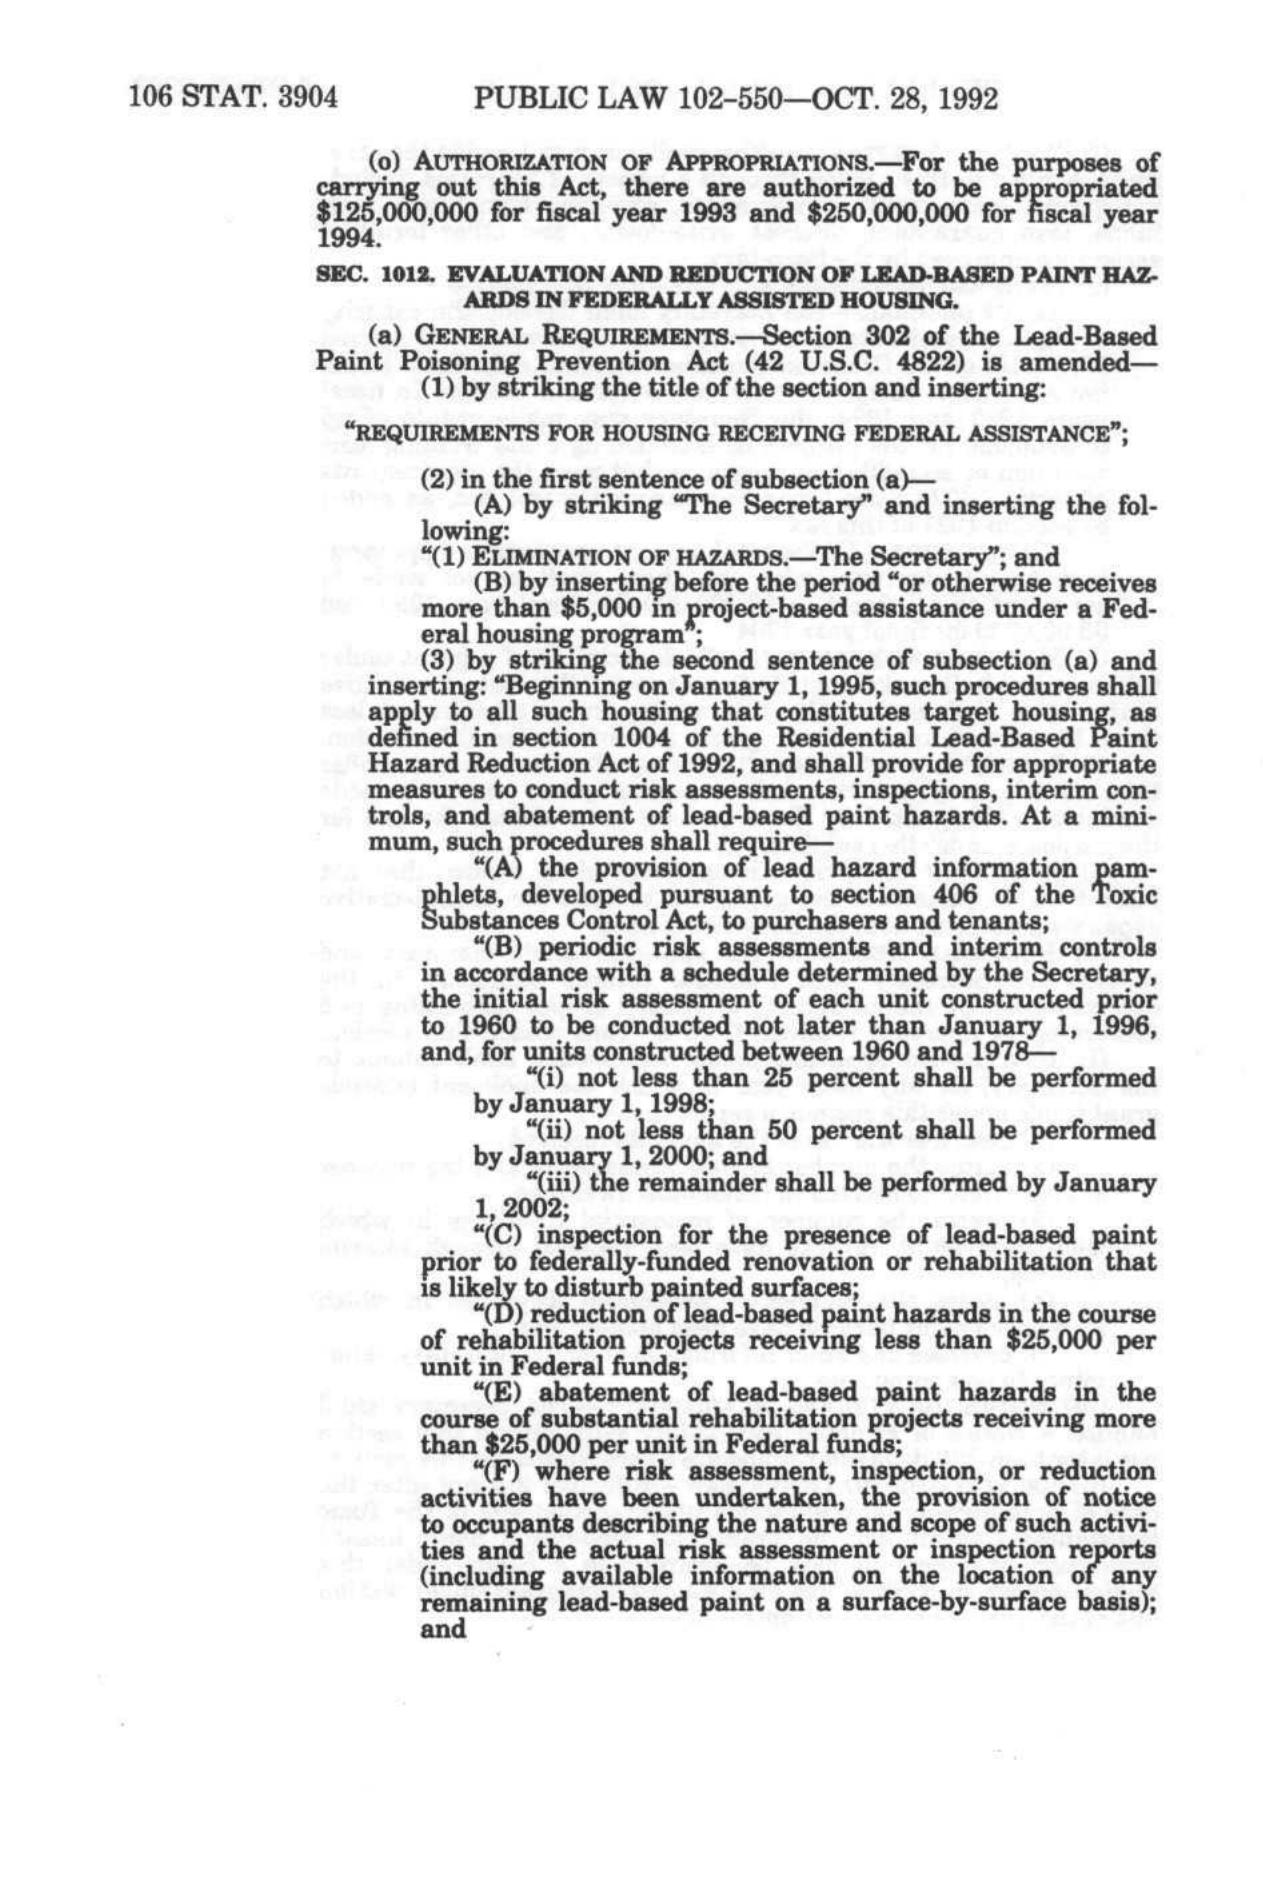 106 STAT. 3904
PUBLIC LAW 102-550—OCT. 28, 1992
(o) AUTHORIZATION OF APPROPRIATIONS.—For the purposes of
carrying out this Act, there are authorized to be appropriated
$125,000,000 for fiscal year 1993 and $250,000,000 for fiscal year
1994.
SEC. 1012. EVALUATION AND REDUCTION OF LEAD-BASED PAINT HAZ-
ARDS IN FEDERALLY ASSISTED HOUSING.
(a) GENERAL REQUIREMENTS.—Section 302 of the Lead-Based
Paint Poisoning Prevention Act (42 U.S.C. 4822) is amended—
(1) by striking the title of the section and inserting:
“REQUIREMENTS FOR HOUSING RECEIVING FEDERAL ASSISTANCE”;
(2) in the first sentence of subsection (a)—
(A) by striking “The Secretary” and inserting the fol-
lowing:
“(1) ELIMINATION OF HAZARDS.—The Secretary”; and
(B) by inserting before the period “or otherwise receives
more than $5,000 in project-based assistance under a Fed-
eral housing program”;
(3) by striking the second sentence of subsection (a) and
inserting: “Beginning on January 1, 1995, such procedures shall
apply to all such housing that constitutes target housing, as
defined in section 1004 of the Residential Lead-Based Paint
Hazard Reduction Act of 1992, and shall provide for appropriate
measures to conduct risk assessments, inspections, interim con-
trols, and abatement of lead-based paint hazards. At a mini-
mum, such procedures shall require—
“(A) the provision of lead hazard information pam-
phlets, developed pursuant to section 406 of the Toxic
Substances Control Act, to purchasers and tenants;
“(B) periodic risk assessments and interim controls
in accordance with a schedule determined by the Secretary,
the initial risk assessment of each unit constructed prior
to 1960 to be conducted not later than January 1, 1996,
and, for units constructed between 1960 and 1978—
“(i) not less than 25 percent shall be performed
by January 1, 1998;
“(ii) not less than 50 percent shall be performed
by January 1, 2000; and
“(iii) the remainder shall be performed by January
1, 2002;
“(C) inspection for the presence of lead-based paint
prior to federally-funded renovation or rehabilitation that
is likely to disturb painted surfaces;
“(D) reduction of lead-based paint hazards in the course
of rehabilitation projects receiving less than $25,000 per
unit in Federal funds;
“(E) abatement of lead-based paint hazards in the
course of substantial rehabilitation projects receiving more
than $25,000 per unit in Federal funds;
“(F) where risk assessment, inspection, or reduction
activities have been undertaken, the provision of notice
to occupants describing the nature and scope of such activi-
ties and the actual risk assessment or inspection reports
(including available information on the location of any
remaining lead-based paint on a surface-by-surface basis);
and